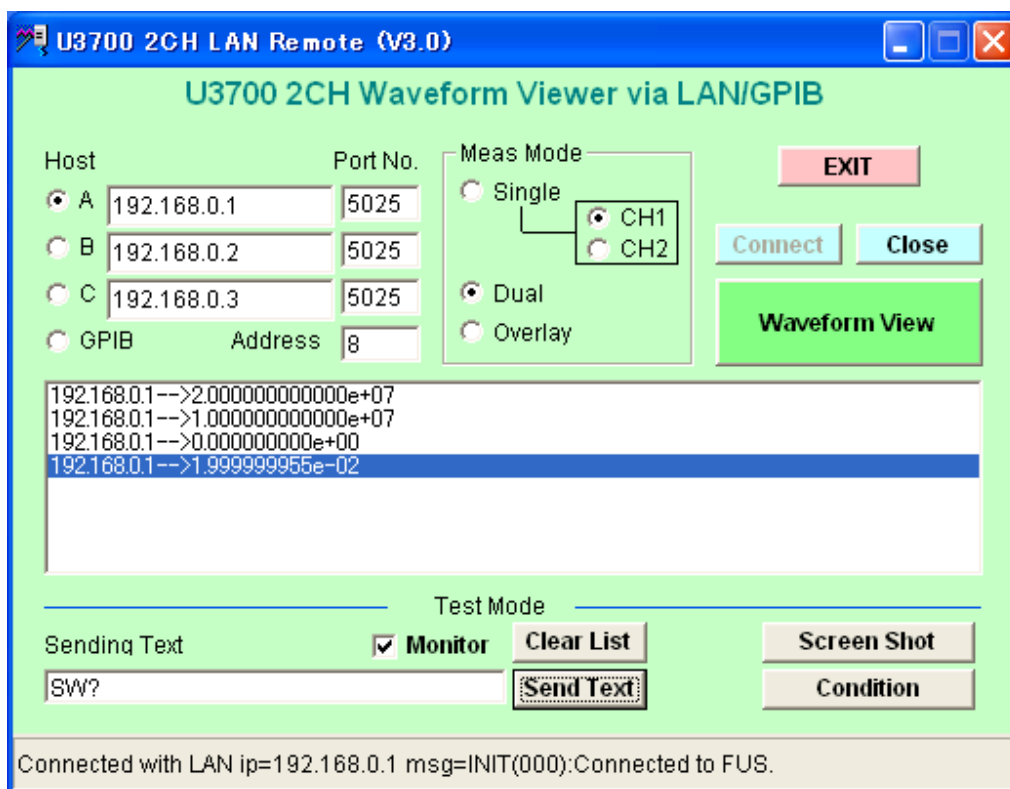 U3700 2CH LAN Remote (V3.0)
U3700 2CH Waveform Viewer via LAN/GPIB
Host Port No.
A 192.168.0.1 5025
B 192.168.0.2 5025
C 192.168.0.3 5025
GPIB Address 8
Meas Mode
Single
CH1
CH2
Dual
Overlay
EXIT
Connect Close
Waveform View
192.168.0.1-->2.000000000000e+07
192.168.0.1-->1.000000000000e+07
192.168.0.1-->0.000000000e+00
192.168.0.1-->1.999999955e-02
Test Mode
Sending Text Monitor Clear List Screen Shot
SW? Send Text Condition
Connected with LAN ip=192.168.0.1 msg=INIT(000):Connected to FUS.